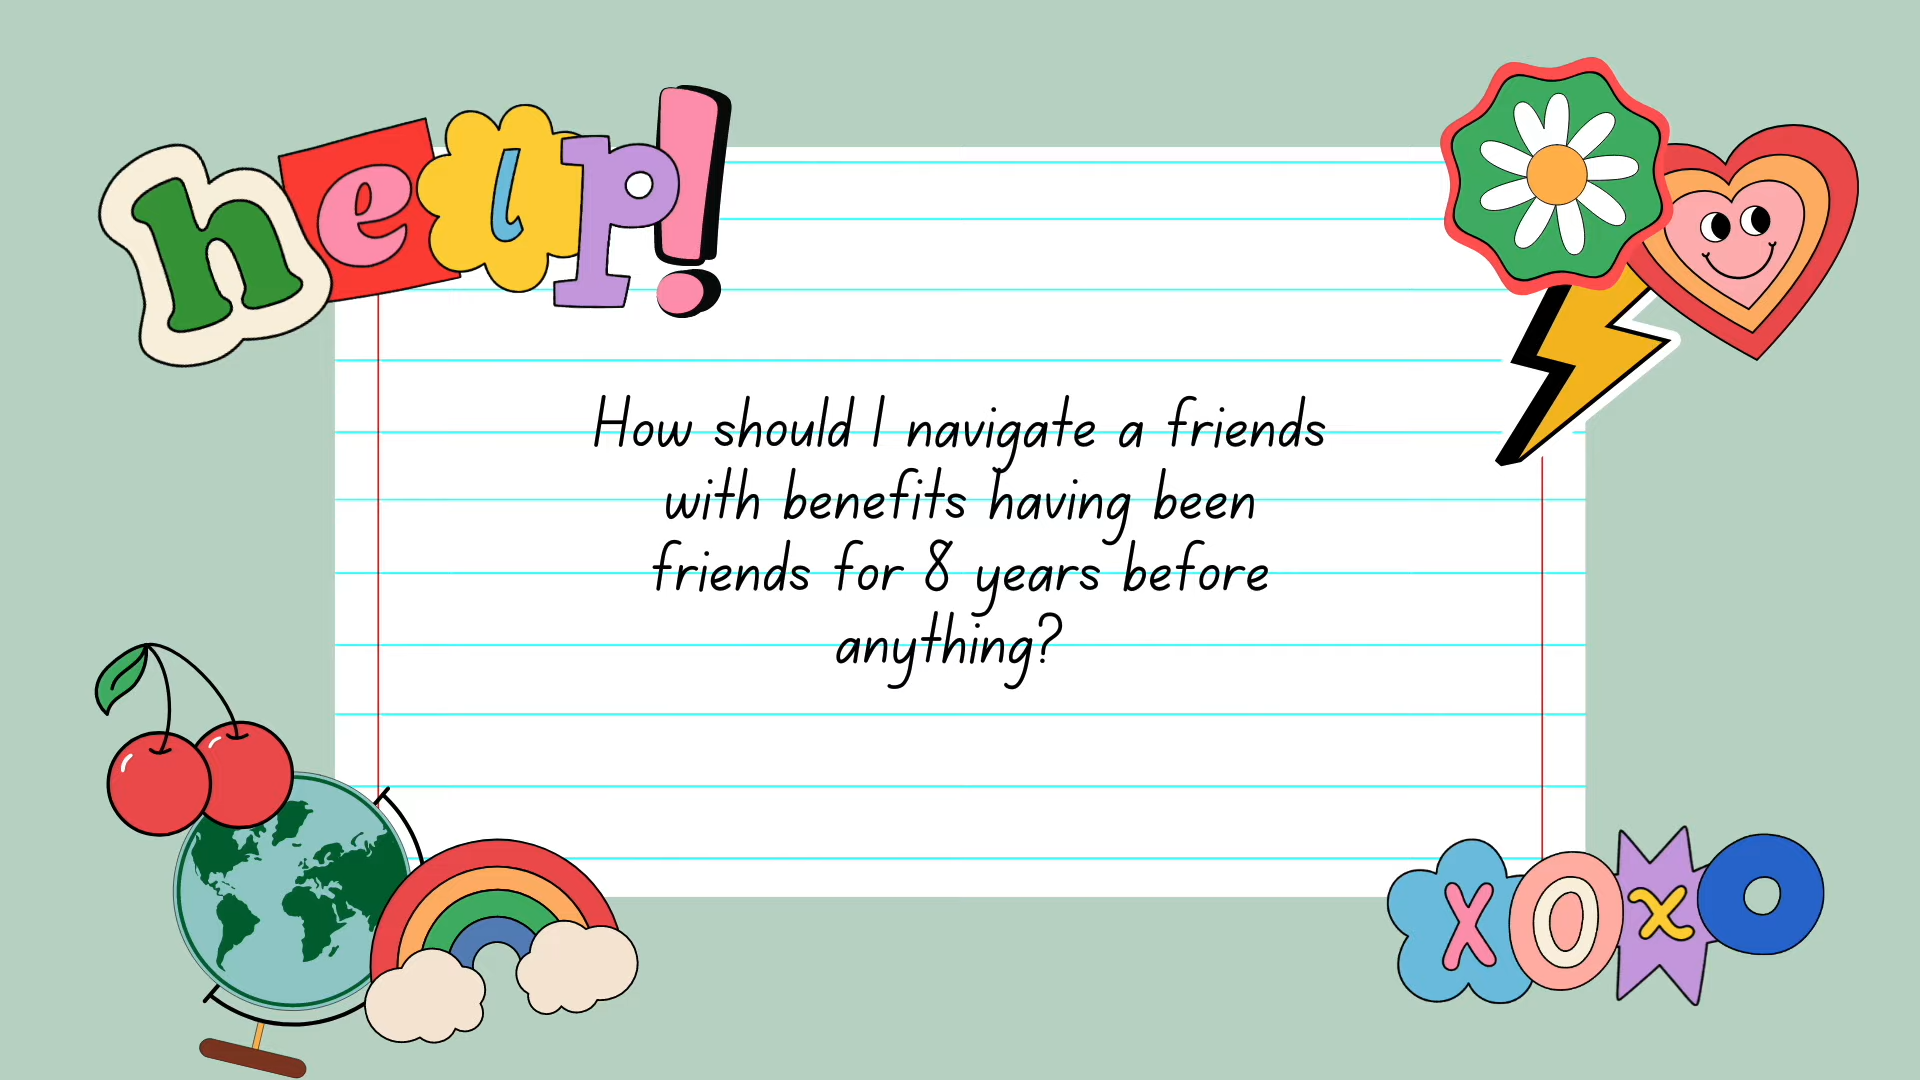 help!
How should I navigate a friends
with benefits having been
friends for 8 years before
anything?
XOXO